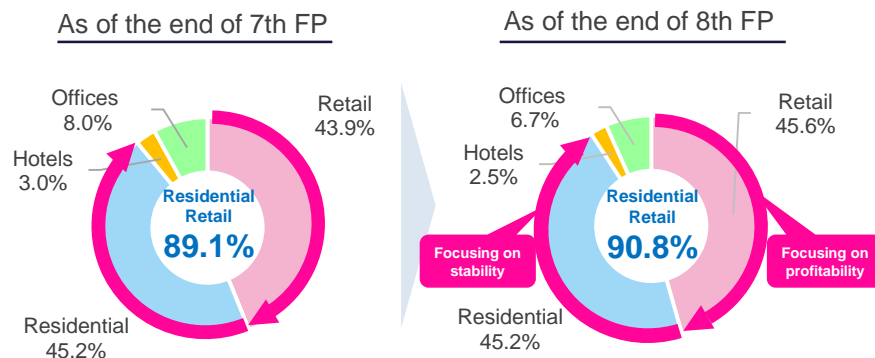 As of the end of 7th FP
Offices
8.0%
Retail
43.9%
Hotels
3.0%
Residential
Retail
89.1%
Residential
45.2%
As of the end of 8th FP
Offices
6.7%
Retail
45.6%
Hotels
2.5%
Residential
Retail
90.8%
Focusing on
stability
Focusing on
profitability
Residential
45.2%